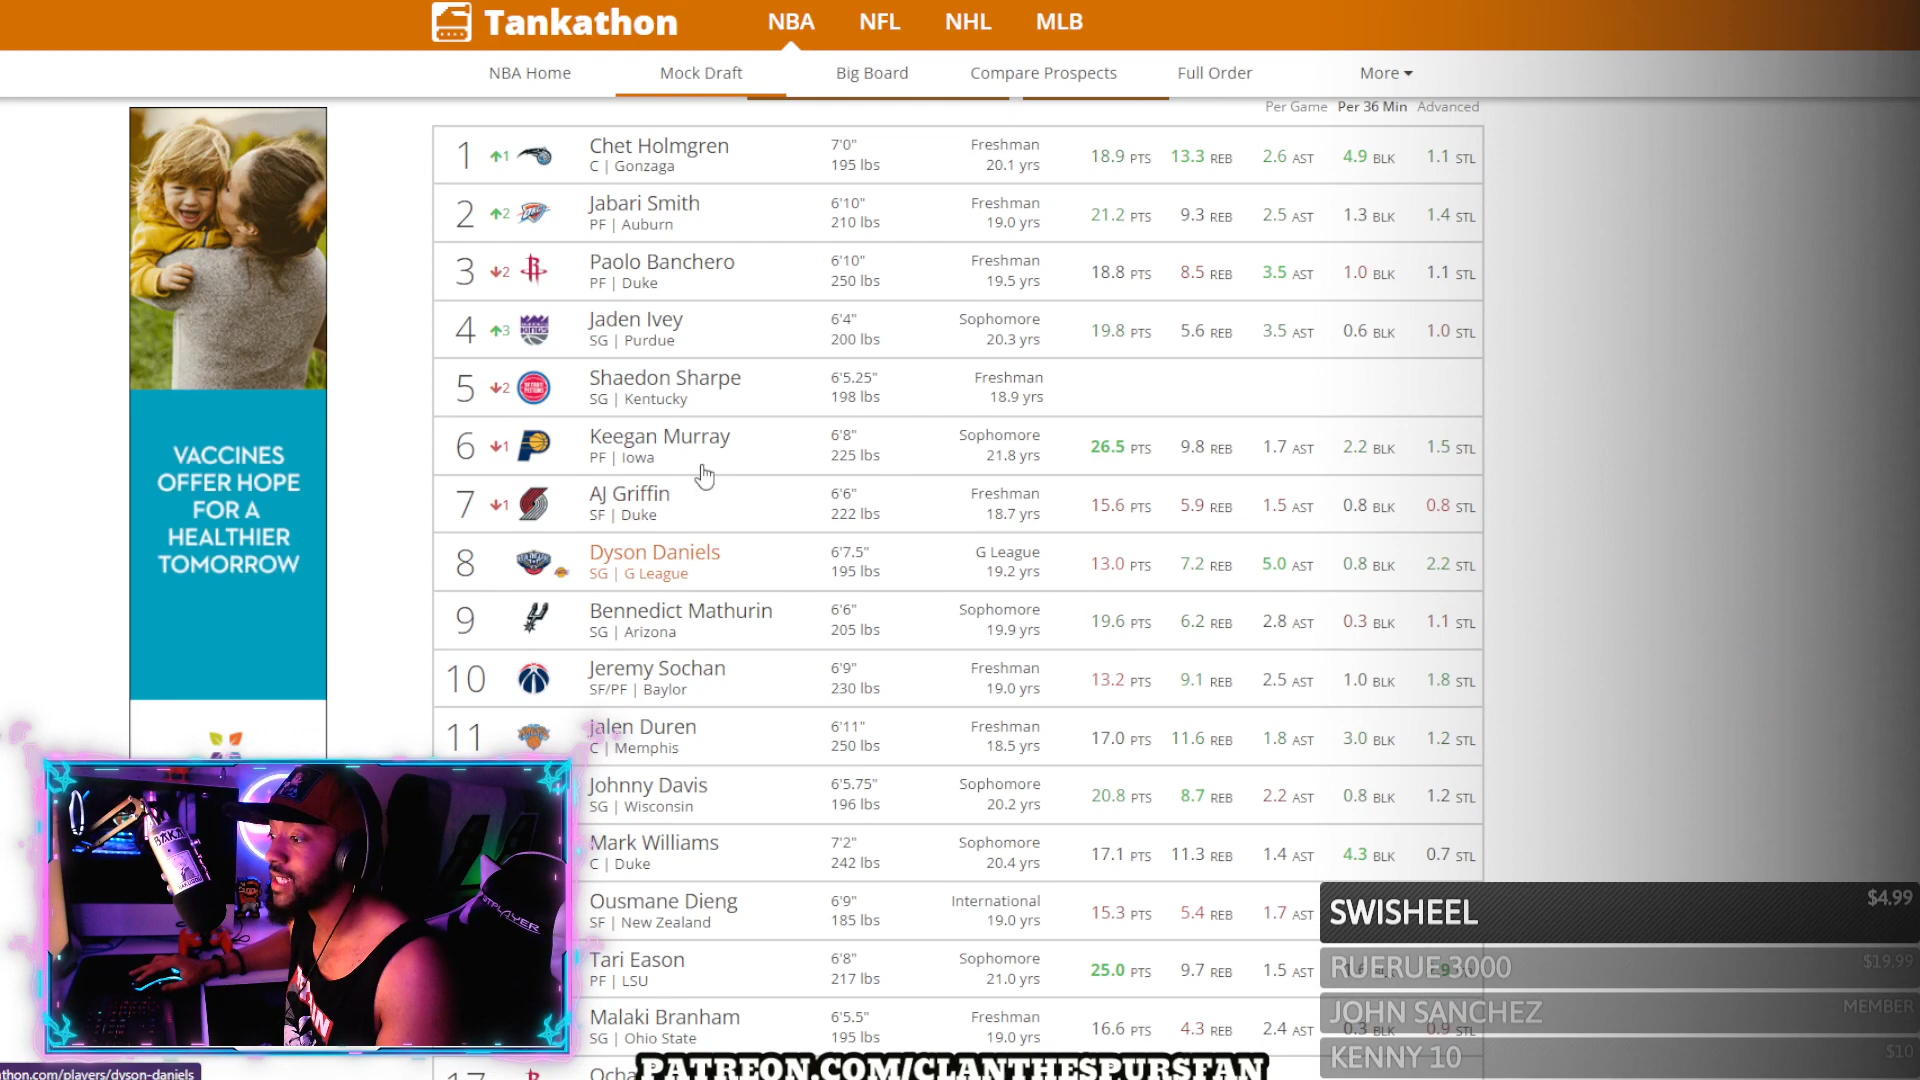 Tankathon NBA NFL NHL MLB
NBA Home Mock Draft Big Board Compare Prospects Full Order More
Per Game Per 36 Min Advanced
1 1 Chet Holmgren 7'0" Freshman 18.9 PTS 13.3 REB 2.6 AST 4.9 BLK 1.1 STL
C | Gonzaga 195 lbs 20.1 yrs
2 2 Jabari Smith 6'10" Freshman 21.2 PTS 9.3 REB 2.5 AST 1.3 BLK 1.4 STL
PF | Auburn 210 lbs 19.0 yrs
3 2 Paolo Banchero 6'10" Freshman 18.8 PTS 8.5 REB 3.5 AST 1.0 BLK 1.1 STL
PF | Duke 250 lbs 19.5 yrs
4 3 Jaden Ivey 6'4" Sophomore 19.8 PTS 5.6 REB 3.5 AST 0.6 BLK 1.0 STL
SG | Purdue 200 lbs 20.3 yrs
5 2 Shaedon Sharpe 6'5.25" Freshman
SG | Kentucky 198 lbs 18.9 yrs
6 1 Keegan Murray 6'8" Sophomore 26.5 PTS 9.8 REB 1.7 AST 2.2 BLK 1.5 STL
PF | Iowa 225 lbs 21.8 yrs
7 1 AJ Griffin 6'6" Freshman 15.6 PTS 5.9 REB 1.5 AST 0.8 BLK 0.8 STL
SF | Duke 222 lbs 18.7 yrs
8 Dyson Daniels 6'7.5" G League 13.0 PTS 7.2 REB 5.0 AST 0.8 BLK 2.2 STL
SG | G League 195 lbs 19.2 yrs
9 Bennedict Mathurin 6'6" Sophomore 19.6 PTS 6.2 REB 2.8 AST 0.3 BLK 1.1 STL
SG | Arizona 205 lbs 19.9 yrs
10 Jeremy Sochan 6'9" Freshman 13.2 PTS 9.1 REB 2.5 AST 1.0 BLK 1.8 STL
SF/PF | Baylor 230 lbs 19.0 yrs
11 Jalen Duren 6'11" Freshman 17.0 PTS 11.6 REB 1.8 AST 3.0 BLK 1.2 STL
C | Memphis 250 lbs 18.5 yrs
Johnny Davis 6'5.75" Sophomore 20.8 PTS 8.7 REB 2.2 AST 0.8 BLK 1.2 STL
SG | Wisconsin 196 lbs 20.2 yrs
Mark Williams 7'2" Sophomore 17.1 PTS 11.3 REB 1.4 AST 4.3 BLK 0.7 STL
C | Duke 242 lbs 20.4 yrs
Ousmane Dieng 6'9" International 15.3 PTS 5.4 REB 1.7 AST
SF | New Zealand 185 lbs 19.0 yrs
Tari Eason 6'8" Sophomore 25.0 PTS 9.7 REB 1.5 AST
PF | LSU 217 lbs 21.0 yrs
Malaki Branham 6'5.5" Freshman 16.6 PTS 4.3 REB 2.4 AST 0.3 BLK 0.9 STL
SG | Ohio State 195 lbs 19.0 yrs
17 Ocha
VACCINES
OFFER HOPE
FOR A
HEALTHIER
TOMORROW
SWISHEEL $4.99
RUERUE3000 $19.99
JOHN SANCHEZ MEMBER
KENNY 10 $10
PATREON.COM/CLANTHESPURSFAN
thon.com/players/dyson-daniels